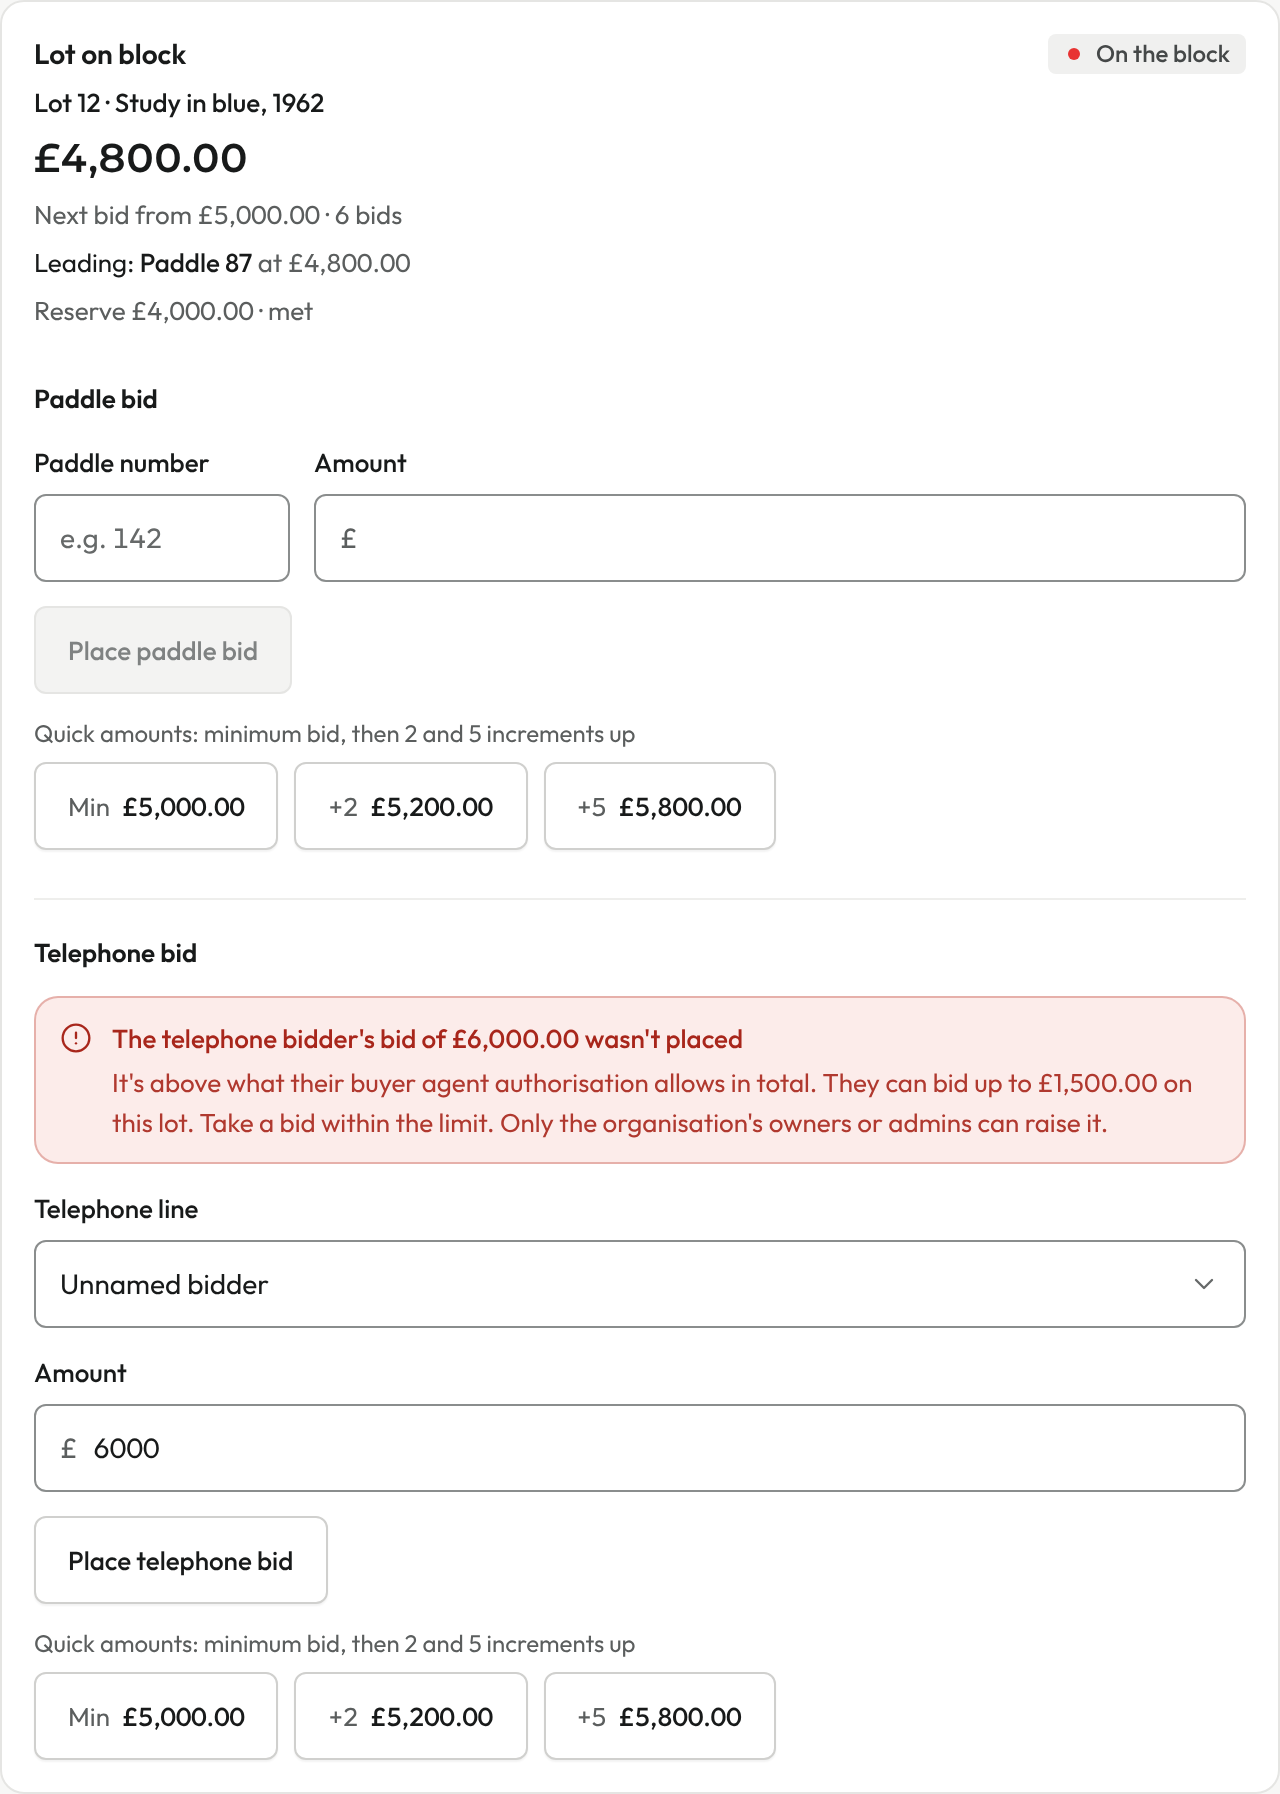 Lot on block
On the block
Lot 12 · Study in blue, 1962
£4,800.00
Next bid from £5,000.00 · 6 bids
Leading: Paddle 87 at £4,800.00
Reserve £4,000.00 · met
Paddle bid
Paddle number
Amount
e.g. 142
£
Place paddle bid
Quick amounts: minimum bid, then 2 and 5 increments up
Min £5,000.00
+2 £5,200.00
+5 £5,800.00
Telephone bid
The telephone bidder's bid of £6,000.00 wasn't placed
It's above what their buyer agent authorisation allows in total. They can bid up to £1,500.00 on
this lot. Take a bid within the limit. Only the organisation's owners or admins can raise it.
Telephone line
Unnamed bidder
Amount
£ 6000
Place telephone bid
Quick amounts: minimum bid, then 2 and 5 increments up
Min £5,000.00
+2 £5,200.00
+5 £5,800.00